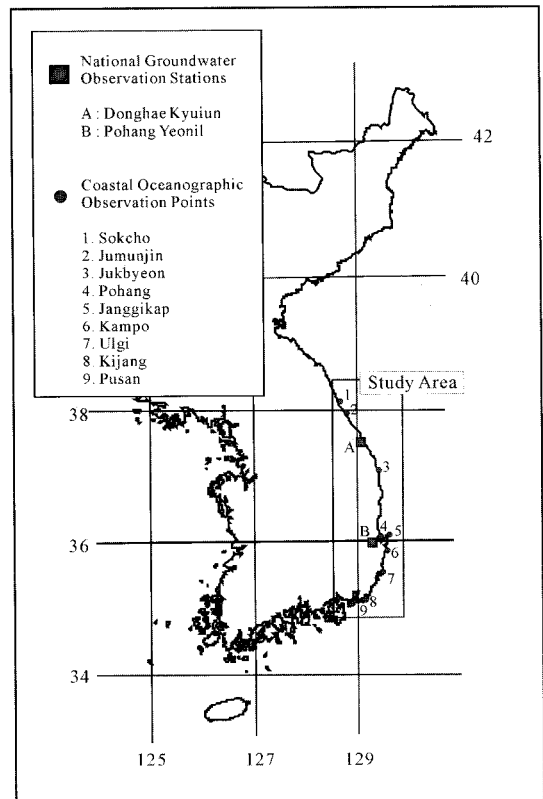 National Groundwater
Observation Stations
A : Donghae Kyuiun
B : Pohang Yeonil
Coastal Oceanographic
Observation Points
1. Sokcho
2. Jumunjin
3. Jukbyeon
4. Pohang
5. Janggikap
6. Kampo
7. Ulgi
8. Kijang
9. Pusan
42
40
Study Area
1
38
2
A
3
4
5
B
36
6
7
8
9
34
125
127
129